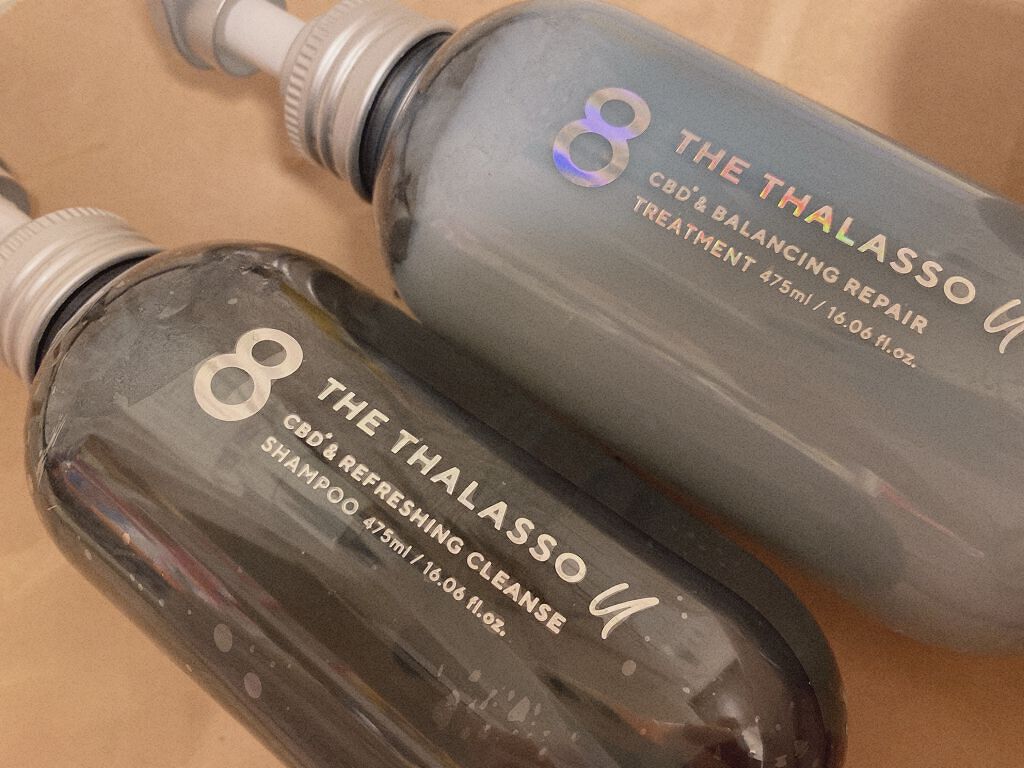 8
THE THALASSO u
CBD* & BALANCING REPAIR
TREATMENT 475ml / 16.06 fl.oz.
8
THE THALASSO u
CBD* & REFRESHING CLEANSE
SHAMPOO 475ml / 16.06 fl.oz.